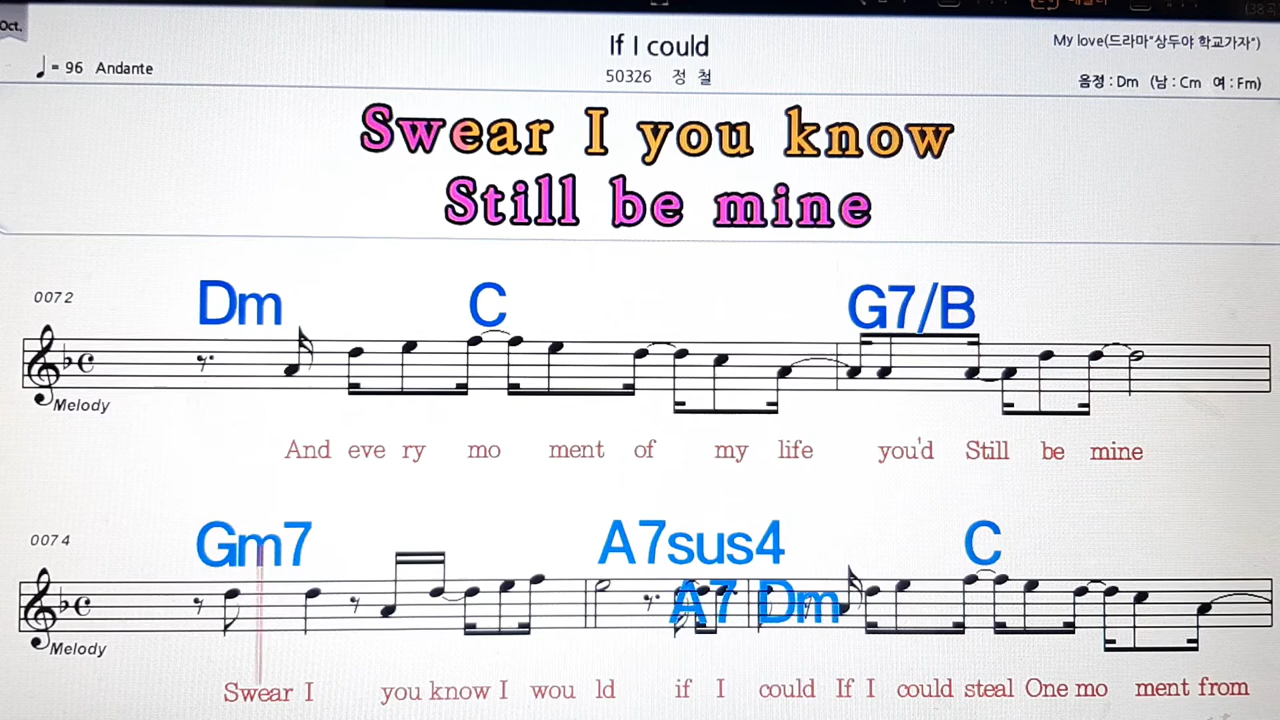 Oct.
If I could
My love(드라마"상두야 학교가자")
♩ = 96 Andante
50326 정 철
음정 : Dm (남 : Cm 여 : Fm)
Swear I you know
Still be mine
0072
Dm C G7/B
Melody
And eve ry mo ment of my life you'd Still be mine
0074
Gm7 A7sus4 C
A7 Dm
Melody
Swear I you know I wou ld if I could If I could steal One mo ment from